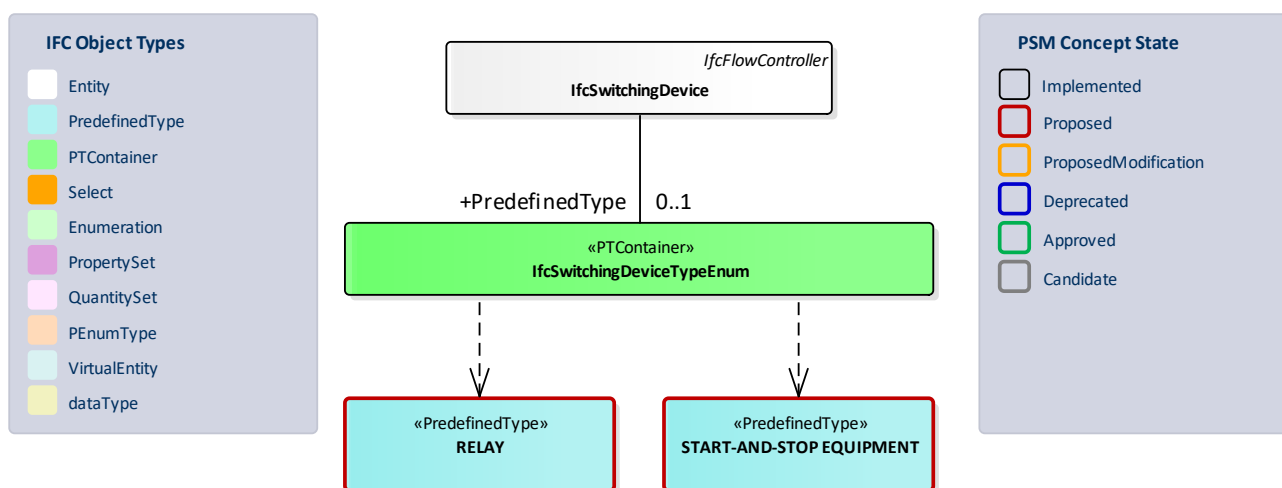 IFC Object Types
Entity
PredefinedType
PTContainer
Select
Enumeration
PropertySet
QuantitySet
PEnumType
VirtualEntity
dataType
IfcFlowController
IfcSwitchingDevice
+PredefinedType 0..1
«PTContainer»
IfcSwitchingDeviceTypeEnum
«PredefinedType»
RELAY
«PredefinedType»
START-AND-STOP EQUIPMENT
PSM Concept State
Implemented
Proposed
ProposedModification
Deprecated
Approved
Candidate